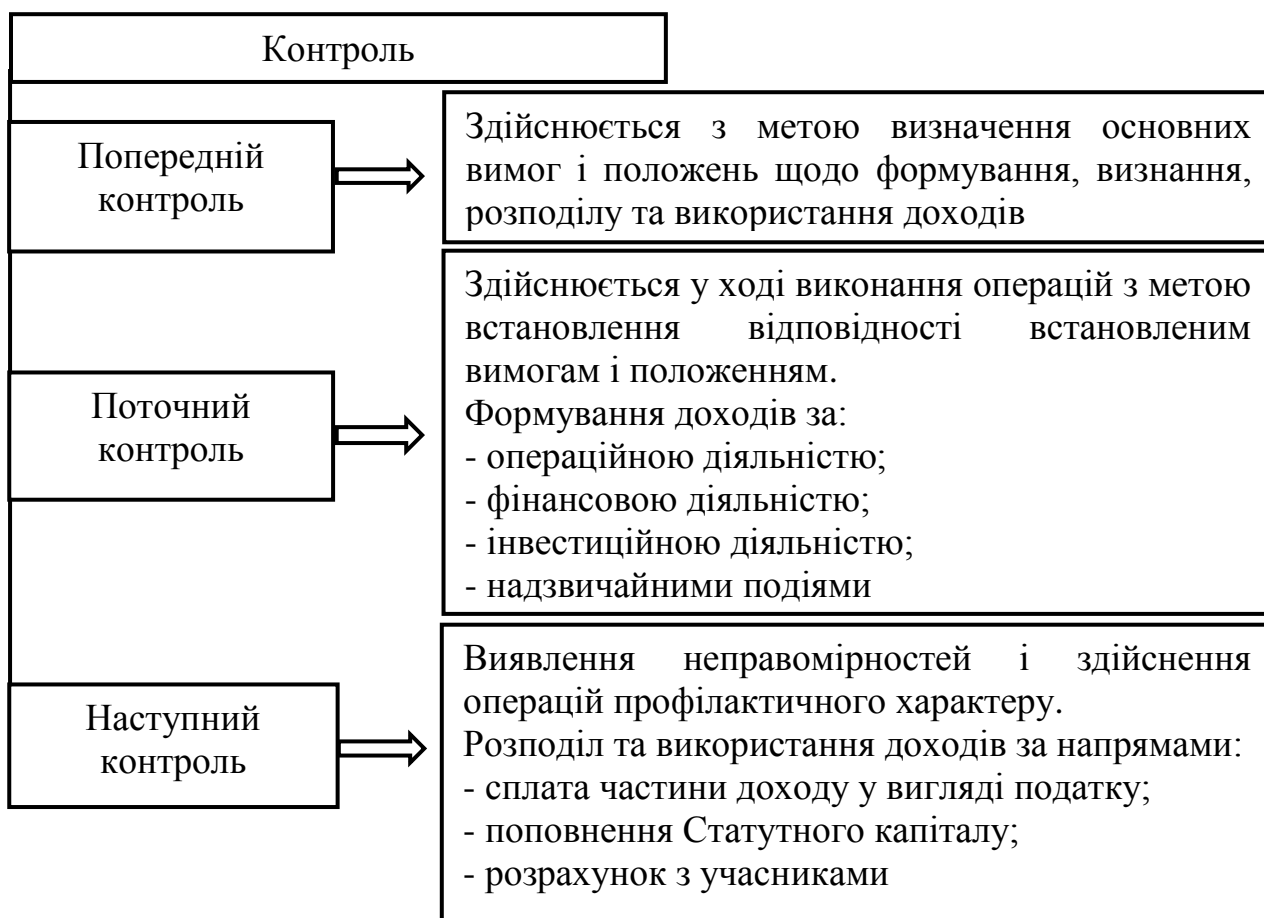 Контроль
Попередній
контроль
Здійснюється з метою визначення основних
вимог і положень щодо формування, визнання,
розподілу та використання доходів
Поточний
контроль
Здійснюється у ході виконання операцій з метою
встановлення відповідності встановленим
вимогам і положенням.
Формування доходів за:
- операційною діяльністю;
- фінансовою діяльністю;
- інвестиційною діяльністю;
- надзвичайними подіями
Наступний
контроль
Виявлення неправомірностей і здійснення
операцій профілактичного характеру.
Розподіл та використання доходів за напрямами:
- сплата частини доходу у вигляді податку;
- поповнення Статутного капіталу;
- розрахунок з учасниками